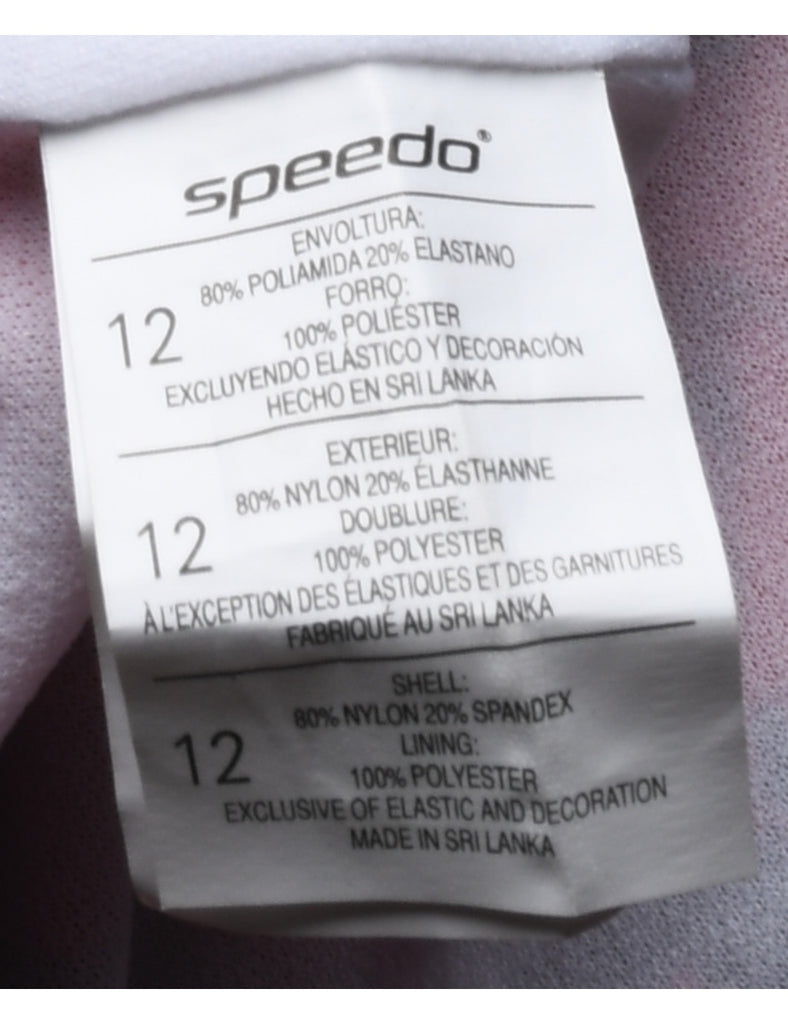 speedo®
ENVOLTURA:
80% POLIAMIDA 20% ELASTANO
FORRO:
12
100% POLIÉSTER
EXCLUYENDO ELÁSTICO Y DECORACIÓN
HECHO EN SRI LANKA
EXTERIEUR:
80% NYLON 20% ÉLASTHANNE
DOUBLURE:
12
100% POLYESTER
À L'EXCEPTION DES ÉLASTIQUES ET DES GARNITURES
FABRIQUÉ AU SRI LANKA
SHELL:
80% NYLON 20% SPANDEX
LINING:
12
100% POLYESTER
EXCLUSIVE OF ELASTIC AND DECORATION
MADE IN SRI LANKA